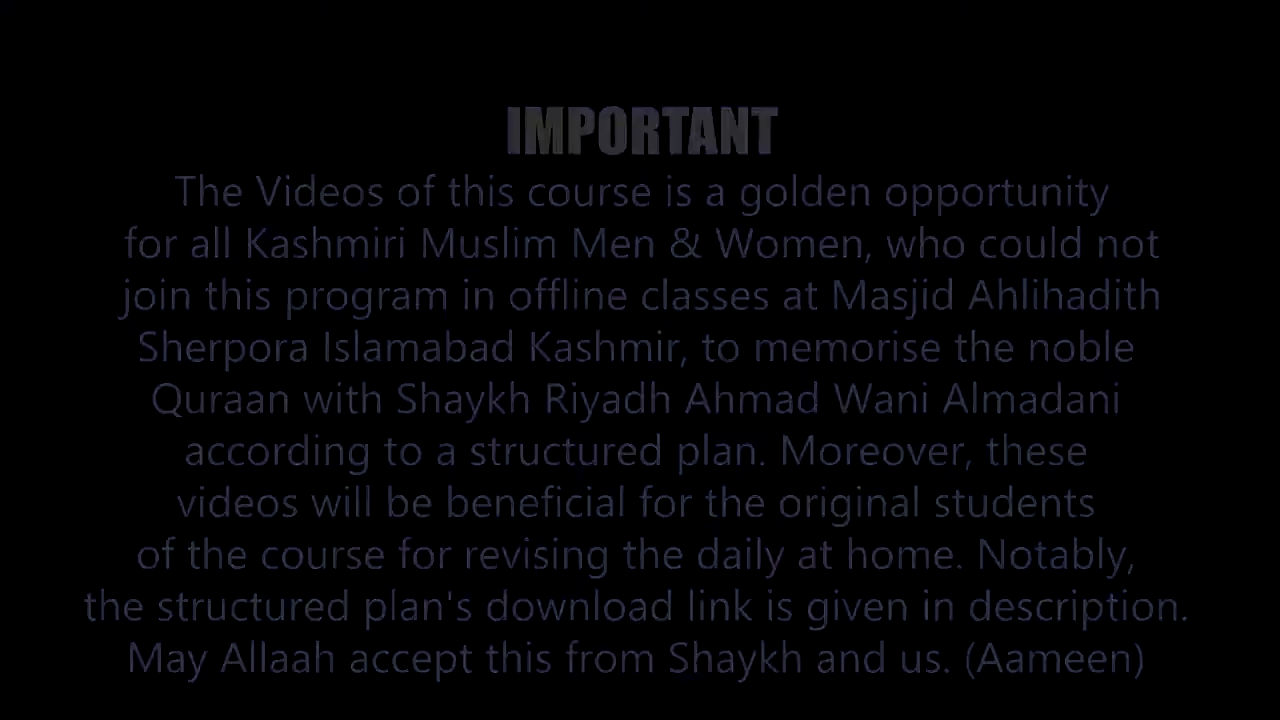 IMPORTANT
The Videos of this course is a golden opportunity
for all Kashmiri Muslim Men & Women, who could not
join this program in offline classes at Masjid Ahlihadith
Sherpora Islamabad Kashmir, to memorise the noble
Quraan with Shaykh Riyadh Ahmad Wani Almadani
according to a structured plan. Moreover, these
videos will be beneficial for the original students
of the course for revising the daily at home. Notably,
the structured plan's download link is given in description.
May Allaah accept this from Shaykh and us. (Aameen)